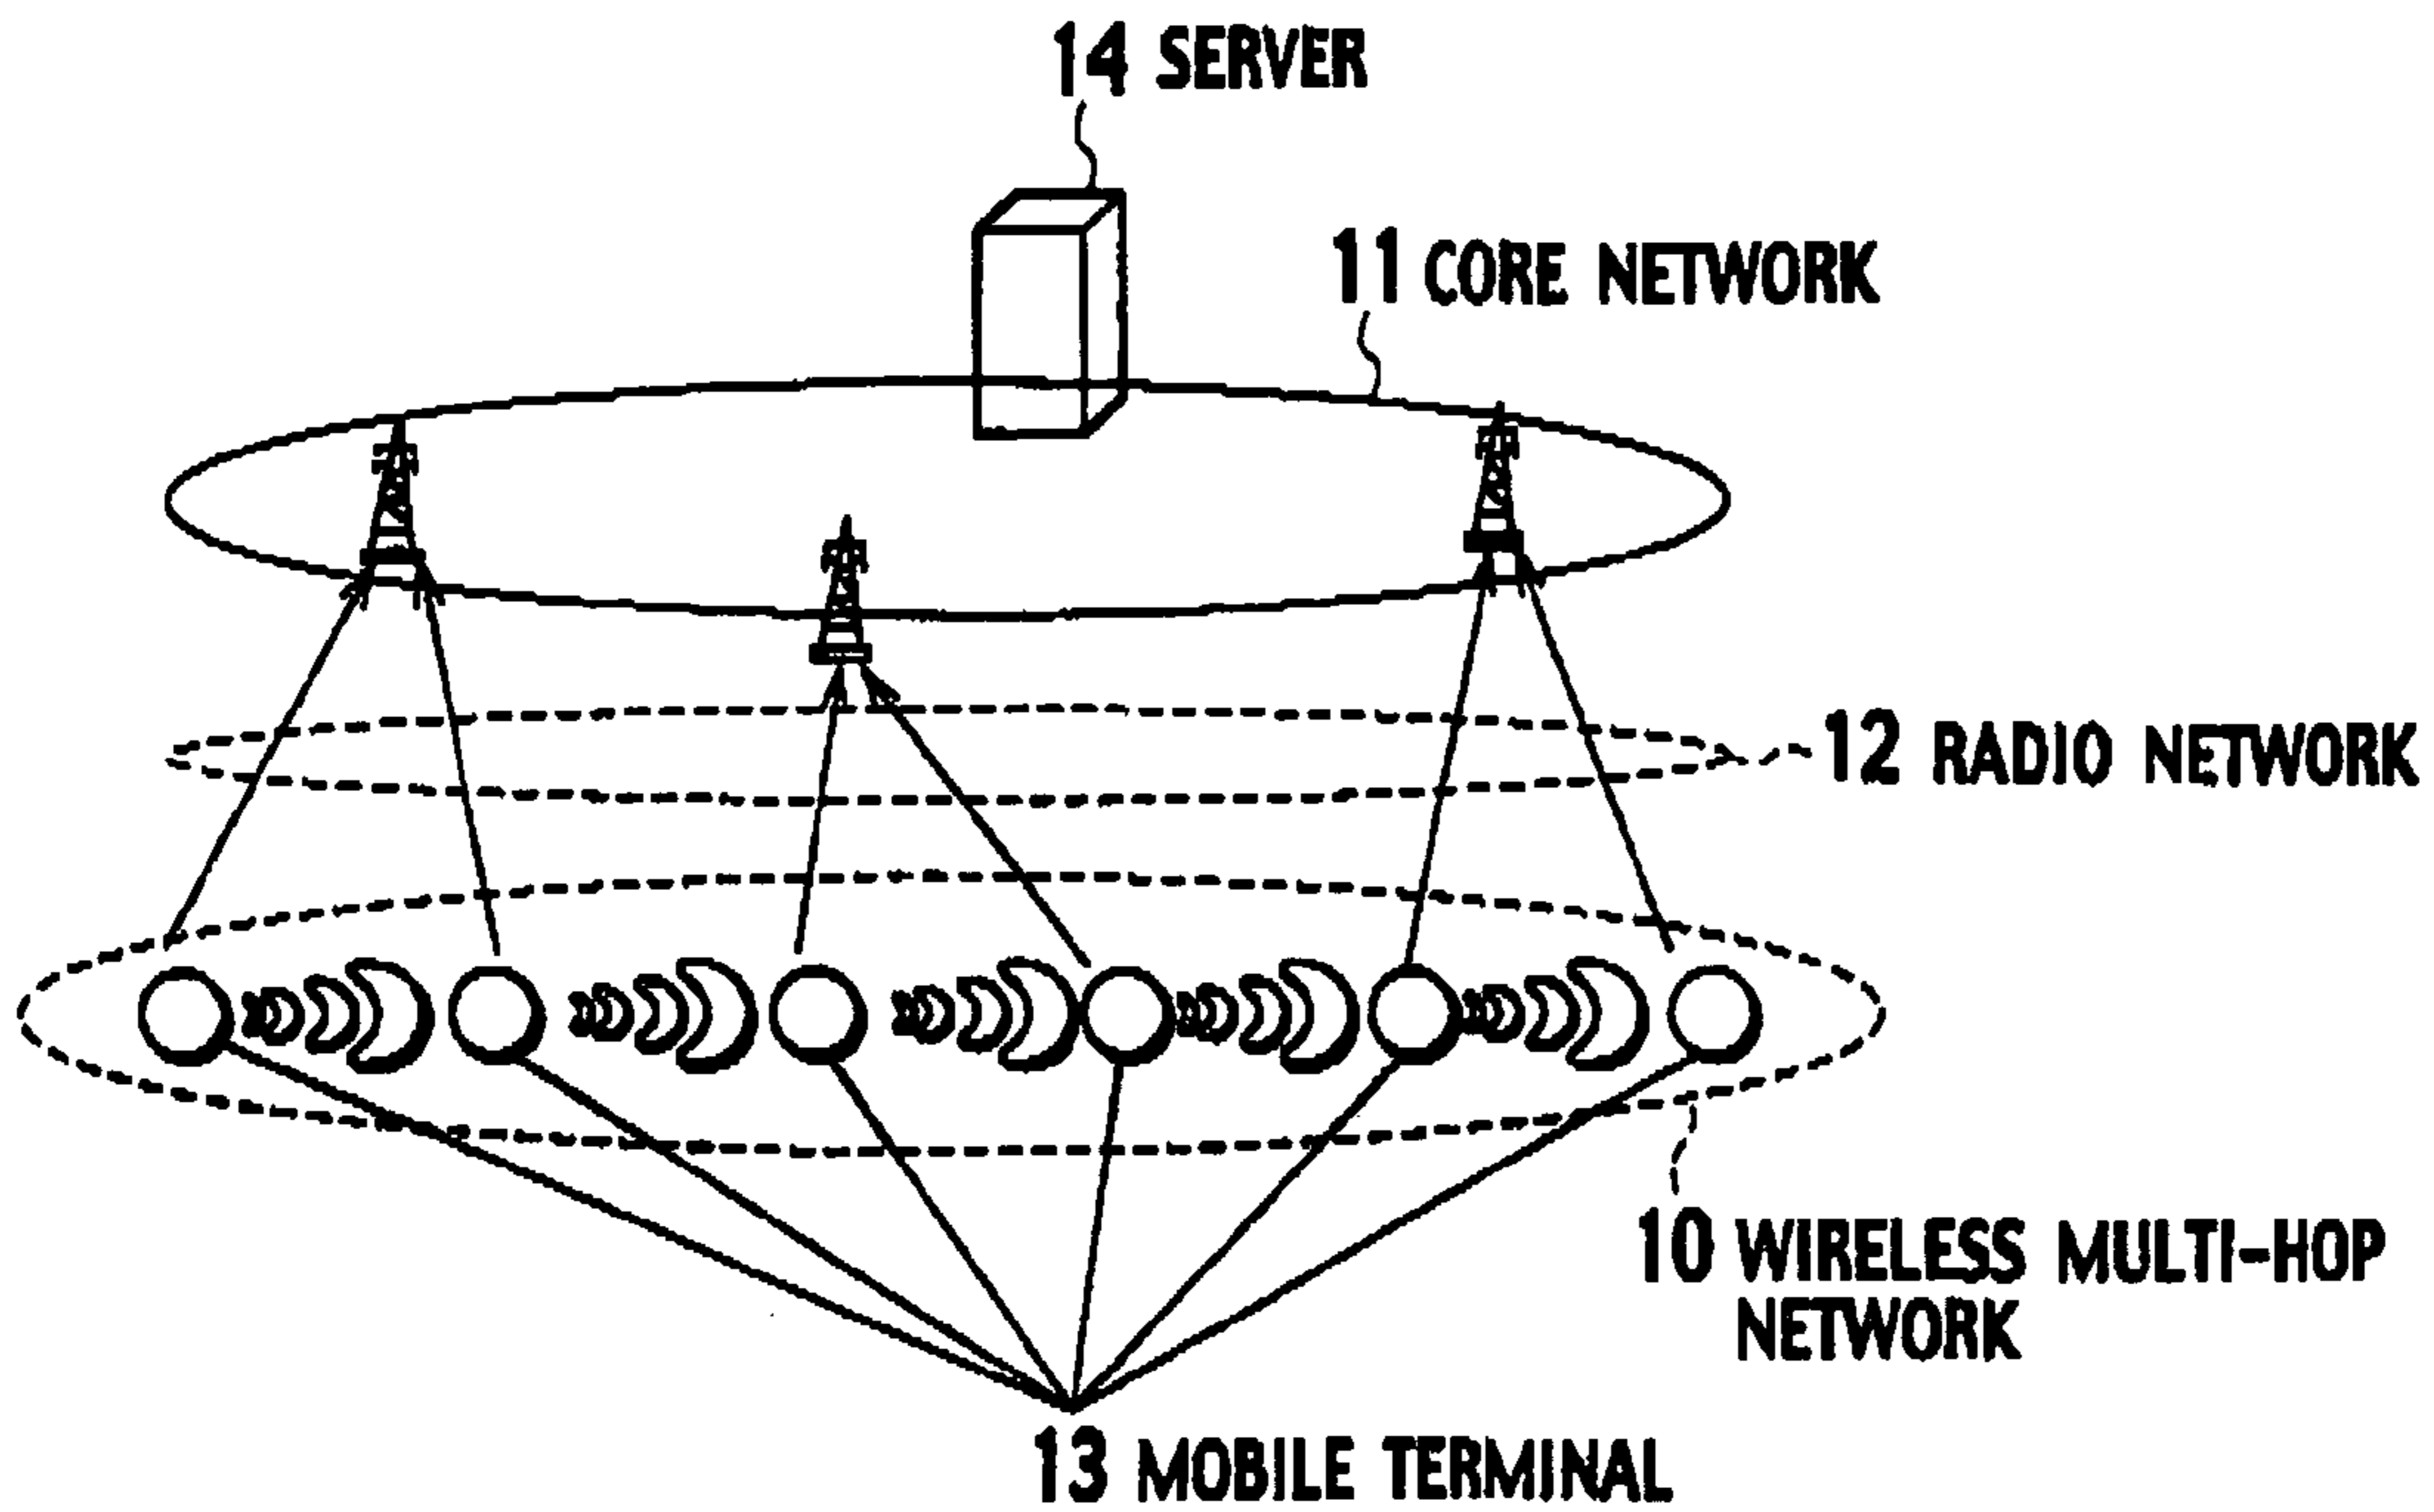 14 SERVER
11 CORE NETWORK
12 RADIO NETWORK
10 WIRELESS MULTI-HOP
NETWORK
13 MOBILE TERMINAL